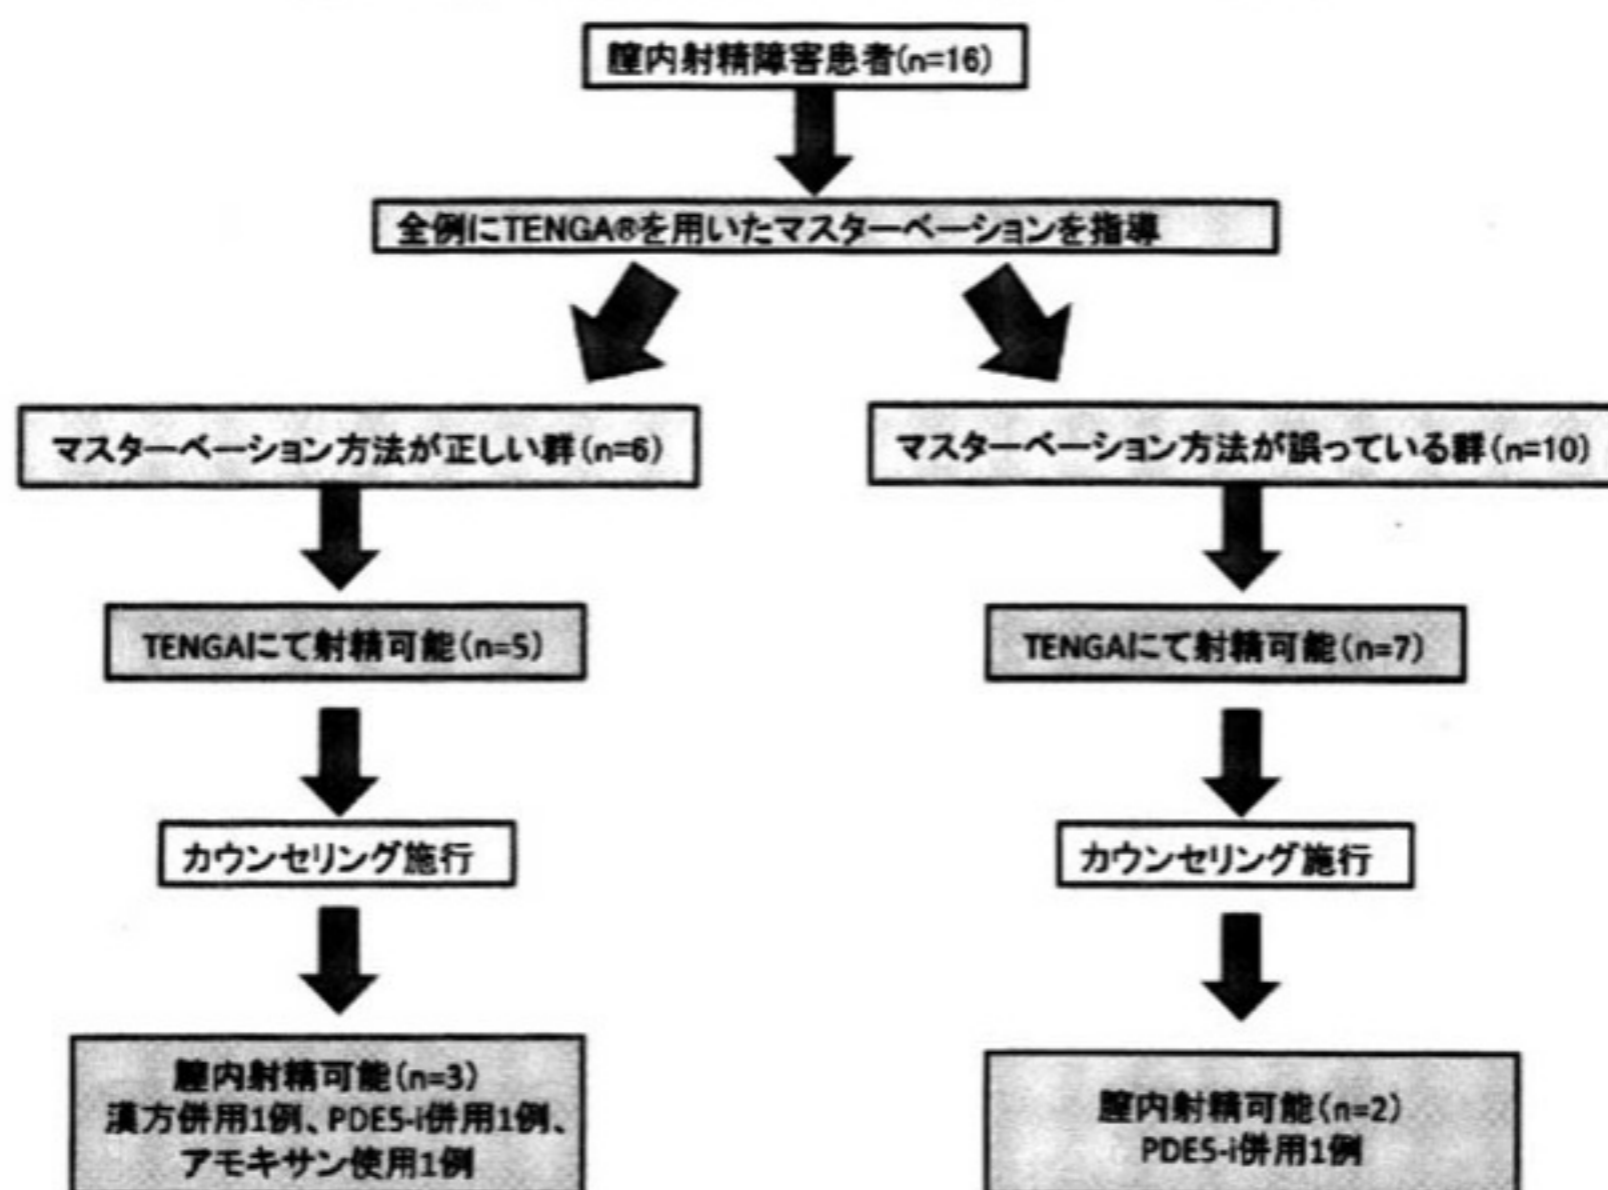 膣内射精障害患者(n=16)
全例にTENGA®を用いたマスターベーションを指導
マスターベーション方法が正しい群(n=6)
マスターベーション方法が誤っている群(n=10)
TENGAにて射精可能(n=5)
TENGAにて射精可能(n=7)
カウンセリング施行
カウンセリング施行
膣内射精可能(n=3)
漢方併用1例、PDE5-i併用1例、
アモキサン使用1例
膣内射精可能(n=2)
PDE5-i併用1例